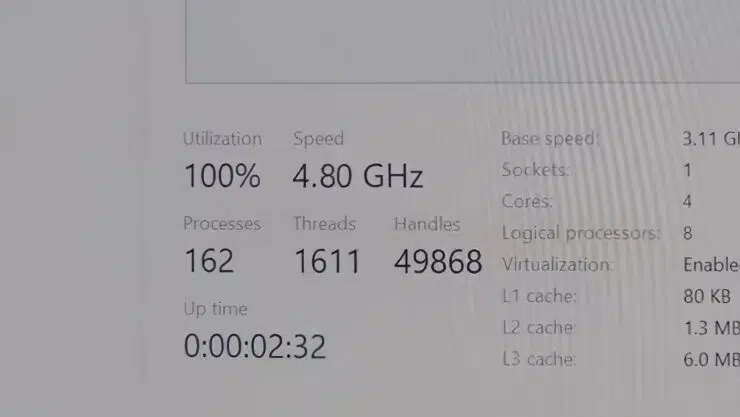 Utilization Speed
100% 4.80 GHz
Processes Threads Handles
162 1611 49868
Up time
0:00:02:32
Base speed: 3.11
Sockets: 1
Cores: 4
Logical processors: 8
Virtualization: Enable
L1 cache: 80 KB
L2 cache: 1.3 MB
L3 cache: 6.0 MB